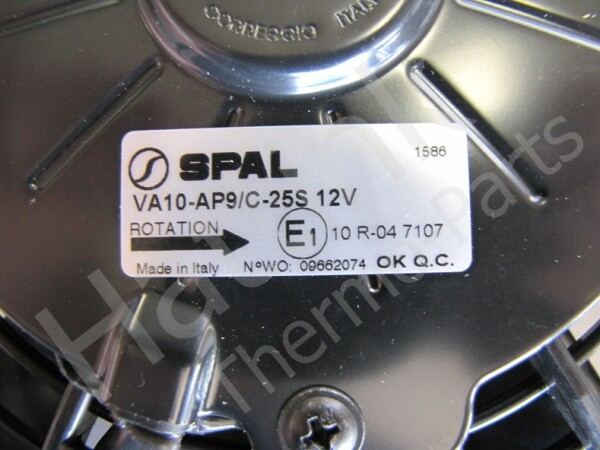 CORREGGIO ITALY
SPAL
1586
VA10-AP9/C-25S 12V
ROTATION
E1 10 R-04 7107
Made in Italy N°WO: 09662074 OK Q.C.
Thermo Parts